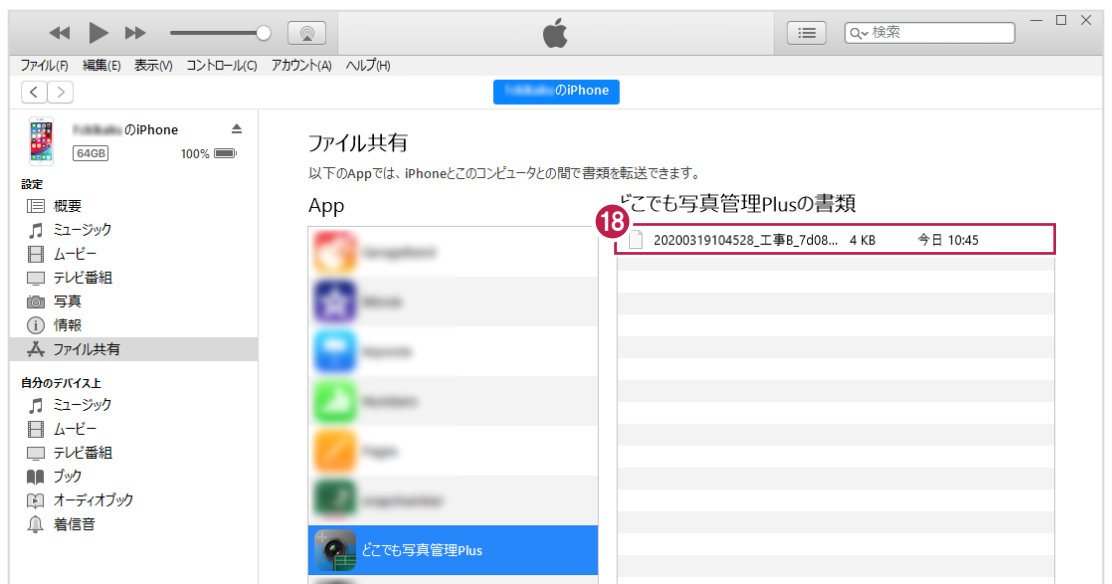 検索
ファイル(F) 編集(E) 表示(V) コントロール(C) アカウント(A) ヘルプ(H)
のiPhone
のiPhone
64GB 100%
設定
概要
ミュージック
ムービー
テレビ番組
写真
情報
ファイル共有
自分のデバイス上
ミュージック
ムービー
テレビ番組
ブック
オーディオブック
着信音
ファイル共有
以下のAppでは、iPhoneとこのコンピュータとの間で書類を転送できます。
App
どこでも写真管理Plus
どこでも写真管理Plusの書類
18
20200319104528_工事B_7d08... 4 KB 今日 10:45